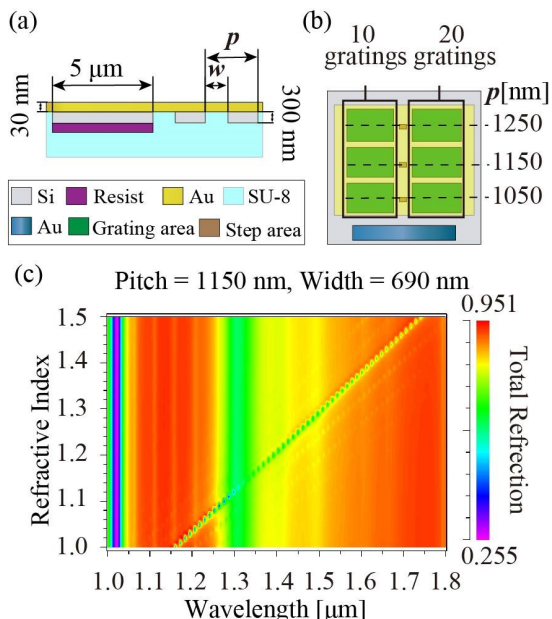 (a)
5 μm
p
w
30 nm
300 nm
Si
Resist
Au
SU-8
Au
Grating area
Step area
(b)
10
gratings
20
gratings
p[nm]
1250
1150
1050
(c)
Pitch = 1150 nm, Width = 690 nm
0.951
Total Refrection
0.255
Refractive Index
1.5
1.4
1.3
1.2
1.1
1.0
1.0 1.1 1.2 1.3 1.4 1.5 1.6 1.7 1.8
Wavelength [μm]